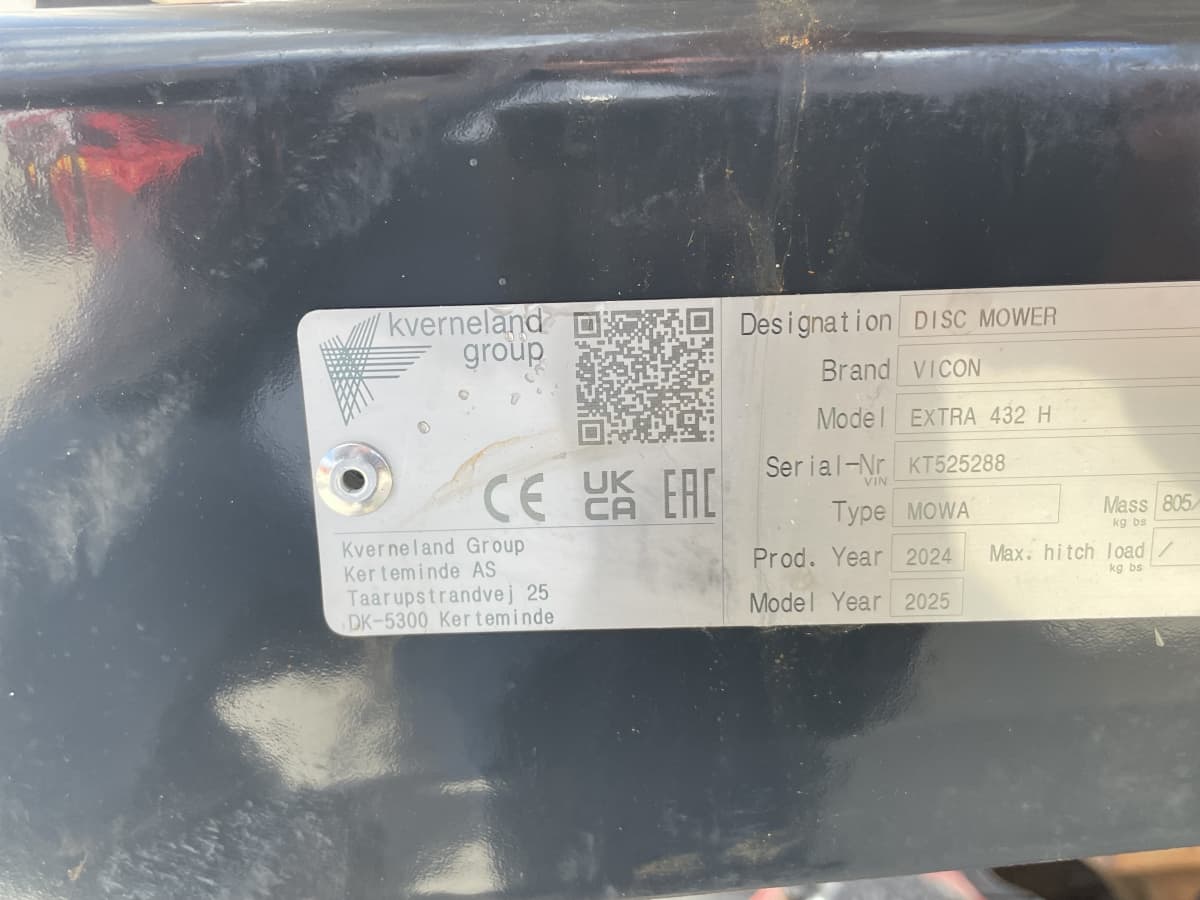 kverneland
group
CE UK CA EAC
Kverneland Group
Kerteminde AS
Taarupstrandvej 25
DK-5300 Kerteminde
Designation DISC MOWER
Brand VICON
Model EXTRA 432 H
Serial-Nr VIN KT525288
Type MOWA Mass kg bs 805/
Prod. Year 2024 Max. hitch load kg bs /
Model Year 2025